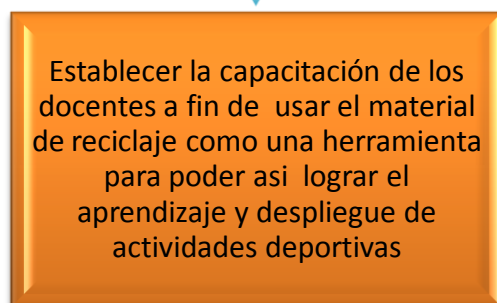 Establecer la capacitación de los
docentes a fin de  usar el material
de reciclaje como una herramienta
para poder asi  lograr el
aprendizaje y despliegue de
actividades deportivas